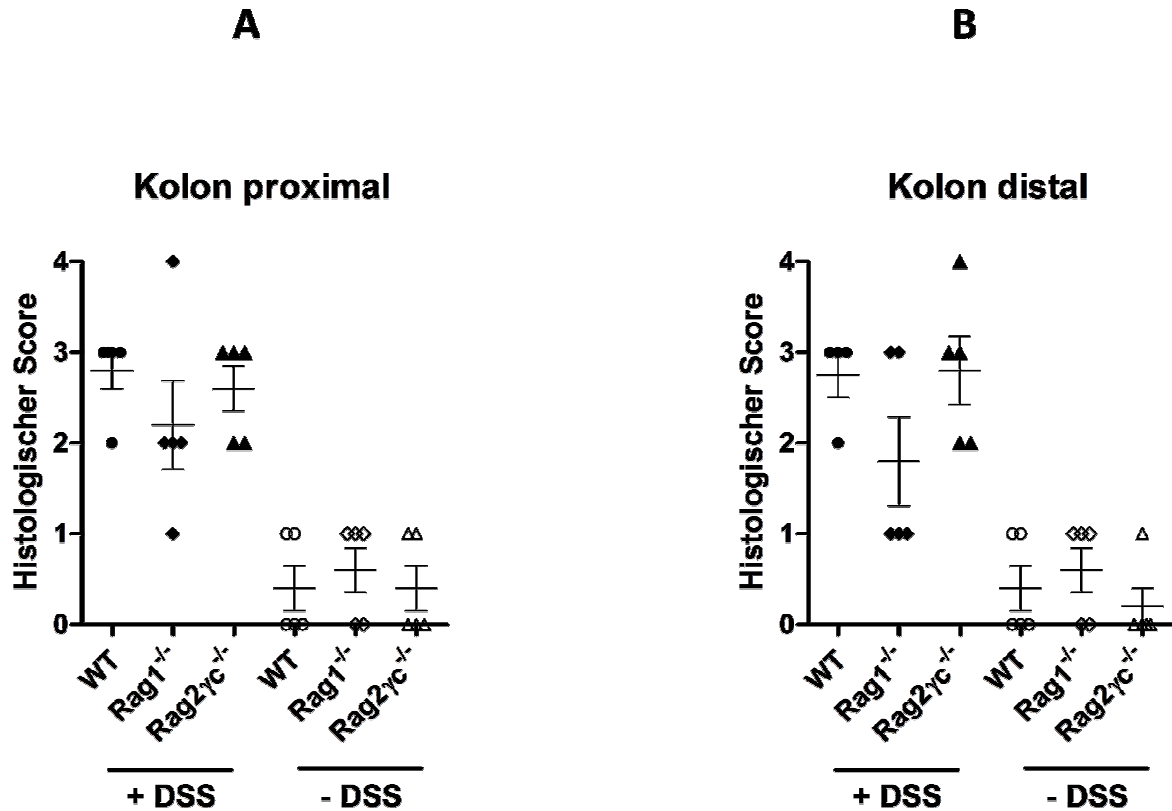 A
Kolon proximal
Histologischer Score
4
3
2
1
0
WT
Rag1-/-
Rag2γc-/-
WT
Rag1-/-
Rag2γc-/-
+ DSS
- DSS
B
Kolon distal
Histologischer Score
4
3
2
1
0
WT
Rag1-/-
Rag2γc-/-
WT
Rag1-/-
Rag2γc-/-
+ DSS
- DSS